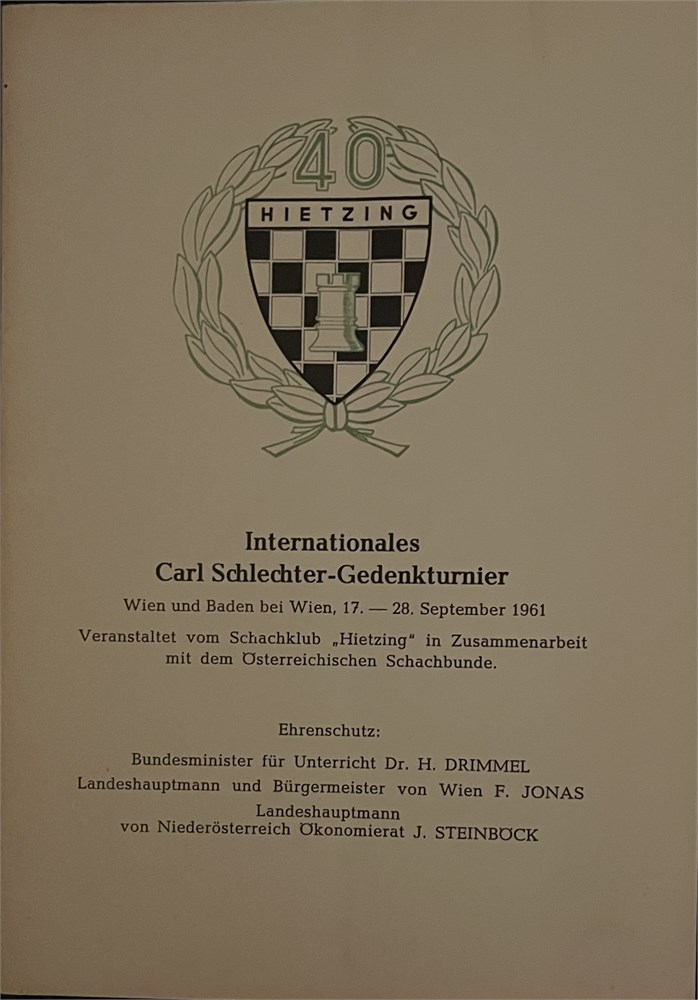 40
HIETZING
Internationales
Carl Schlechter-Gedenkturnier
Wien und Baden bei Wien, 17. — 28. September 1961
Veranstaltet vom Schachklub „Hietzing“ in Zusammenarbeit
mit dem Österreichischen Schachbunde.
Ehrenschutz:
Bundesminister für Unterricht Dr. H. DRIMMEL
Landeshauptmann und Bürgermeister von Wien F. JONAS
Landeshauptmann
von Niederösterreich Ökonomierat J. STEINBÖCK